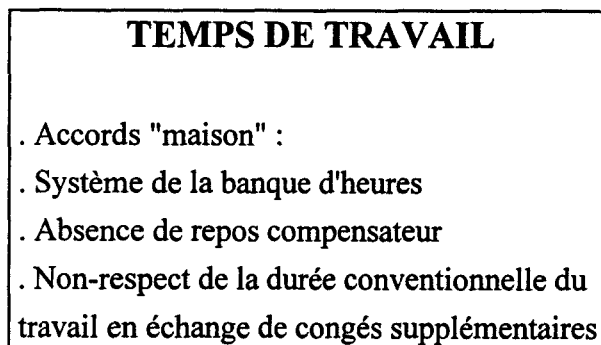 TEMPS DE TRAVAIL
. Accords "maison" :
. Système de la banque d'heures
. Absence de repos compensateur
. Non-respect de la durée conventionnelle du
travail en échange de congés supplémentaires